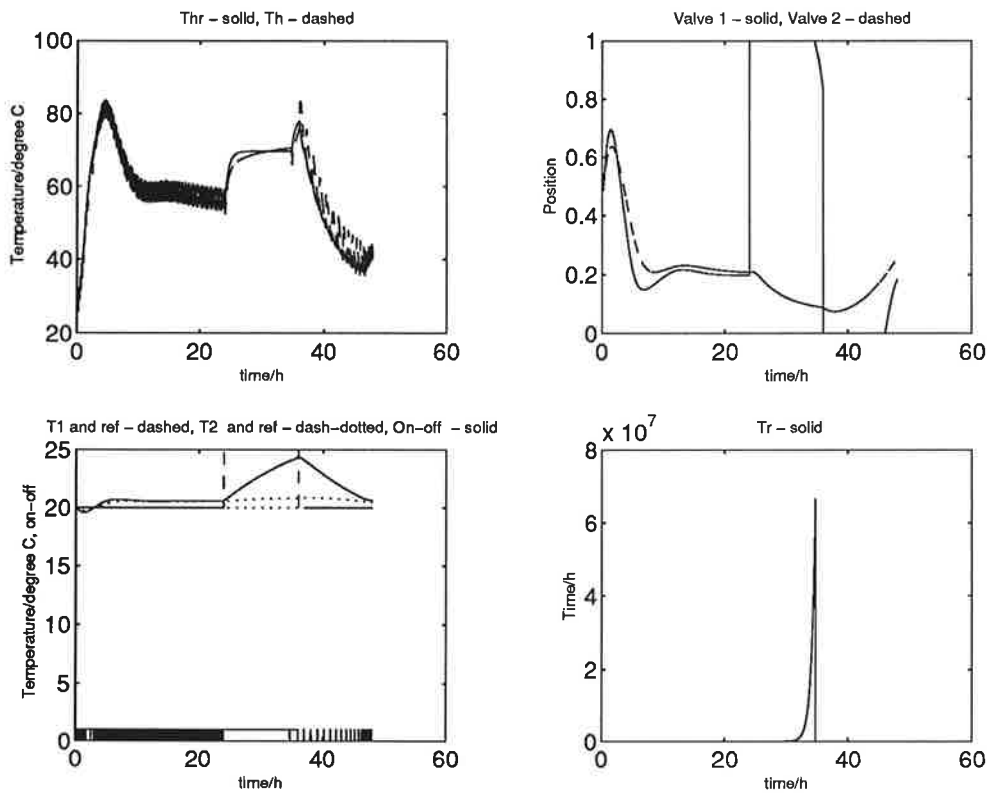 Thr – solid, Th – dashed
100
80
60
40
20
0
20
40
60
Temperature/degree C
time/h
Valve 1 – solid, Valve 2 – dashed
1
0.8
0.6
0.4
0.2
0
0
20
40
60
Position
time/h
T1 and ref – dashed, T2 and ref – dash–dotted, On–off – solid
25
20
15
10
5
0
0
20
40
60
Temperature/degree C, on–off
time/h
x 10^7
Tr – solid
8
6
4
2
0
0
20
40
60
Time/h
time/h